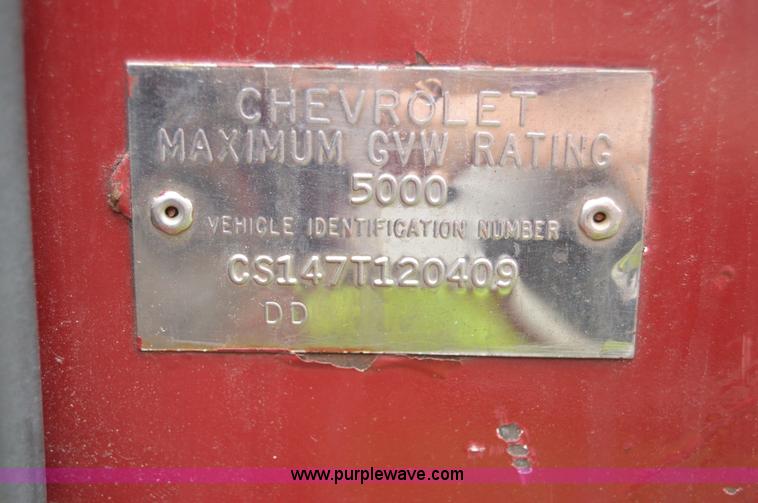 CHEVROLET
MAXIMUM GVW RATING
5000
VEHICLE IDENTIFICATION NUMBER
CS147T120409
DD
www.purplewave.com